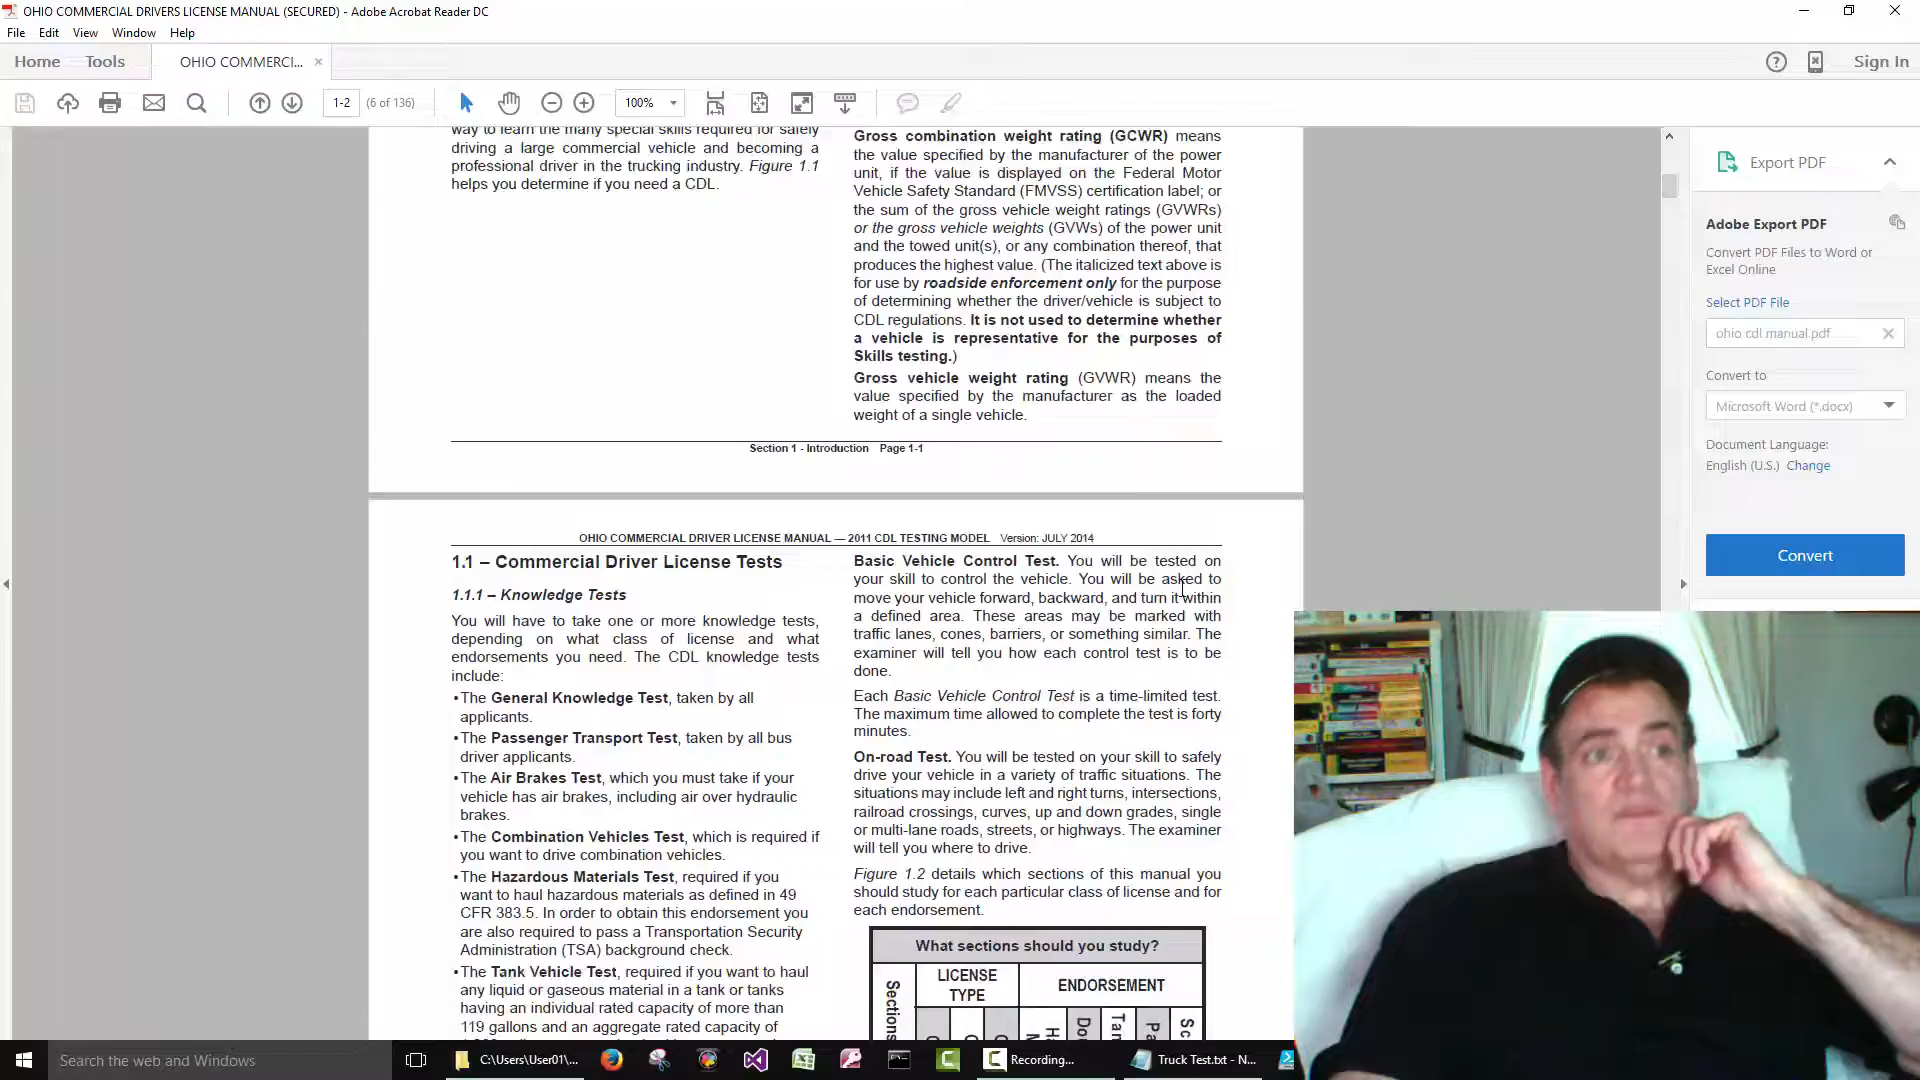 OHIO COMMERCIAL DRIVERS LICENSE MANUAL (SECURED) - Adobe Acrobat Reader DC
File Edit View Window Help
Home Tools OHIO COMMERCI... × Sign In
1-2 (6 of 136) 100%
way to learn the many special skills required for safely
driving a large commercial vehicle and becoming a
professional driver in the trucking industry. Figure 1.1
helps you determine if you need a CDL.
Gross combination weight rating (GCWR) means
the value specified by the manufacturer of the power
unit, if the value is displayed on the Federal Motor
Vehicle Safety Standard (FMVSS) certification label; or
the sum of the gross vehicle weight ratings (GVWRs)
or the gross vehicle weights (GVWs) of the power unit
and the towed unit(s), or any combination thereof, that
produces the highest value. (The italicized text above is
for use by roadside enforcement only for the purpose
of determining whether the driver/vehicle is subject to
CDL regulations. It is not used to determine whether
a vehicle is representative for the purposes of
Skills testing.)
Gross vehicle weight rating (GVWR) means the
value specified by the manufacturer as the loaded
weight of a single vehicle.
Section 1 - Introduction Page 1-1
OHIO COMMERCIAL DRIVER LICENSE MANUAL — 2011 CDL TESTING MODEL Version: JULY 2014
1.1 – Commercial Driver License Tests
1.1.1 – Knowledge Tests
You will have to take one or more knowledge tests,
depending on what class of license and what
endorsements you need. The CDL knowledge tests
include:
•The General Knowledge Test, taken by all
applicants.
•The Passenger Transport Test, taken by all bus
driver applicants.
•The Air Brakes Test, which you must take if your
vehicle has air brakes, including air over hydraulic
brakes.
•The Combination Vehicles Test, which is required if
you want to drive combination vehicles.
•The Hazardous Materials Test, required if you
want to haul hazardous materials as defined in 49
CFR 383.5. In order to obtain this endorsement you
are also required to pass a Transportation Security
Administration (TSA) background check.
•The Tank Vehicle Test, required if you want to haul
any liquid or gaseous material in a tank or tanks
having an individual rated capacity of more than
119 gallons and an aggregate rated capacity of
Basic Vehicle Control Test. You will be tested on
your skill to control the vehicle. You will be asked to
move your vehicle forward, backward, and turn it within
a defined area. These areas may be marked with
traffic lanes, cones, barriers, or something similar. The
examiner will tell you how each control test is to be
done.
Each Basic Vehicle Control Test is a time-limited test.
The maximum time allowed to complete the test is forty
minutes.
On-road Test. You will be tested on your skill to safely
drive your vehicle in a variety of traffic situations. The
situations may include left and right turns, intersections,
railroad crossings, curves, up and down grades, single
or multi-lane roads, streets, or highways. The examiner
will tell you where to drive.
Figure 1.2 details which sections of this manual you
should study for each particular class of license and for
each endorsement.
What sections should you study?
Sections
LICENSE
TYPE
ENDORSEMENT
Export PDF
Adobe Export PDF
Convert PDF Files to Word or
Excel Online
Select PDF File
ohio cdl manual.pdf
Convert to
Microsoft Word (*.docx)
Document Language:
English (U.S.) Change
Convert
Search the web and Windows
C:\Users\User01\...
Recording...
Truck Test.txt - N...